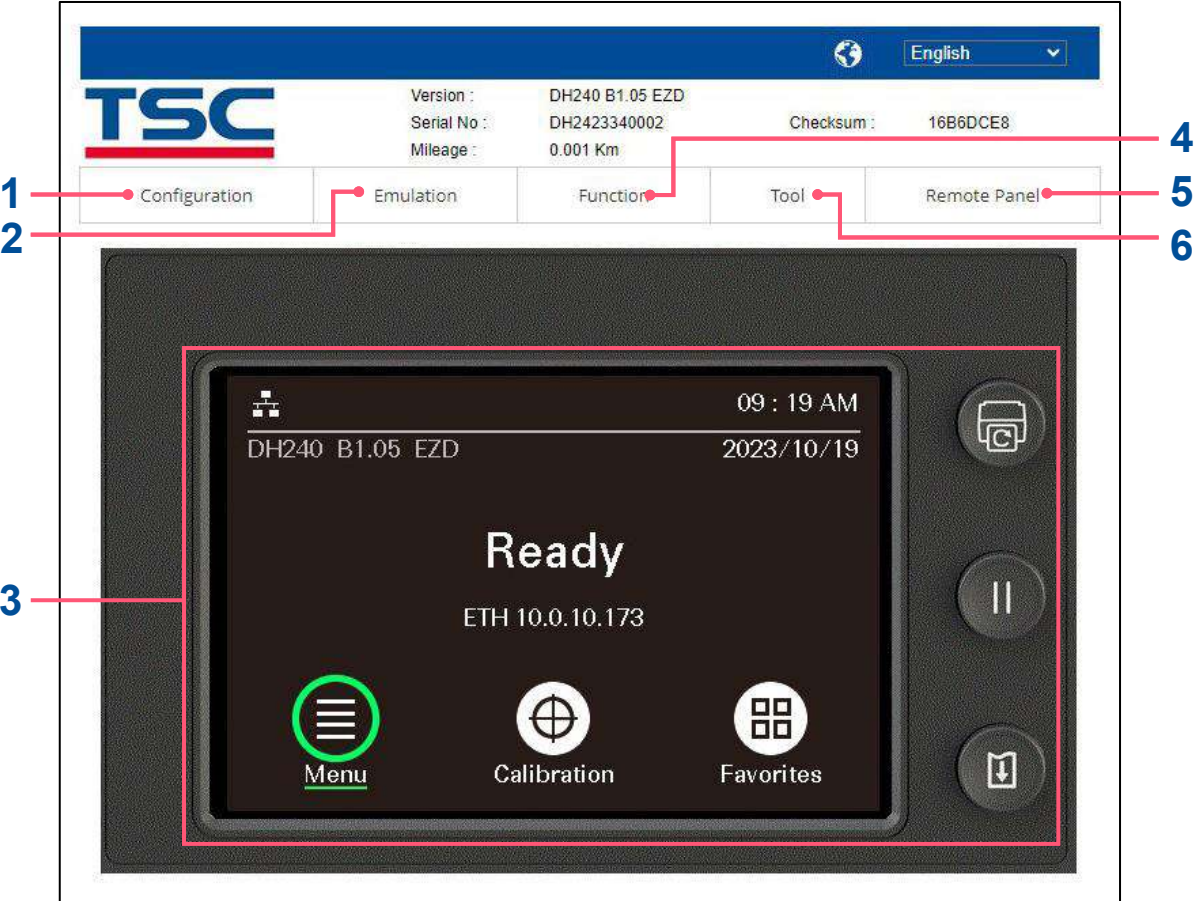 English
TSC
Version : DH240 B1.05 EZD
Serial No : DH2423340002 Checksum : 16B6DCE8
Mileage : 0.001 Km
4
1 Configuration Emulation Function Tool Remote Panel 5
2
6
09 : 19 AM
DH240 B1.05 EZD 2023/10/19
Ready
3
ETH 10.0.10.173
Menu Calibration Favorites